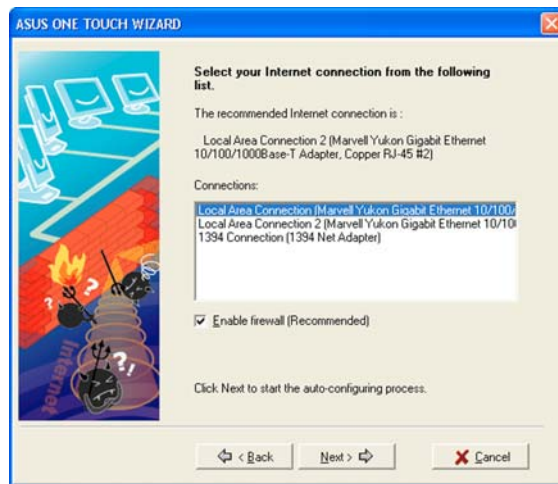 ASUS ONE TOUCH WIZARD
Select your Internet connection from the following
list.
The recommended Internet connection is :
Local Area Connection 2 (Marvell Yukon Gigabit Ethernet
10/100/1000Base-T Adapter, Copper RJ-45 #2)
Connections:
Local Area Connection (Marvell Yukon Gigabit Ethernet 10/100/
Local Area Connection 2 (Marvell Yukon Gigabit Ethernet 10/10
1394 Connection (1394 Net Adapter)
Enable firewall (Recommended)
Internet
Click Next to start the auto-configuring process.
< Back
Next >
Cancel